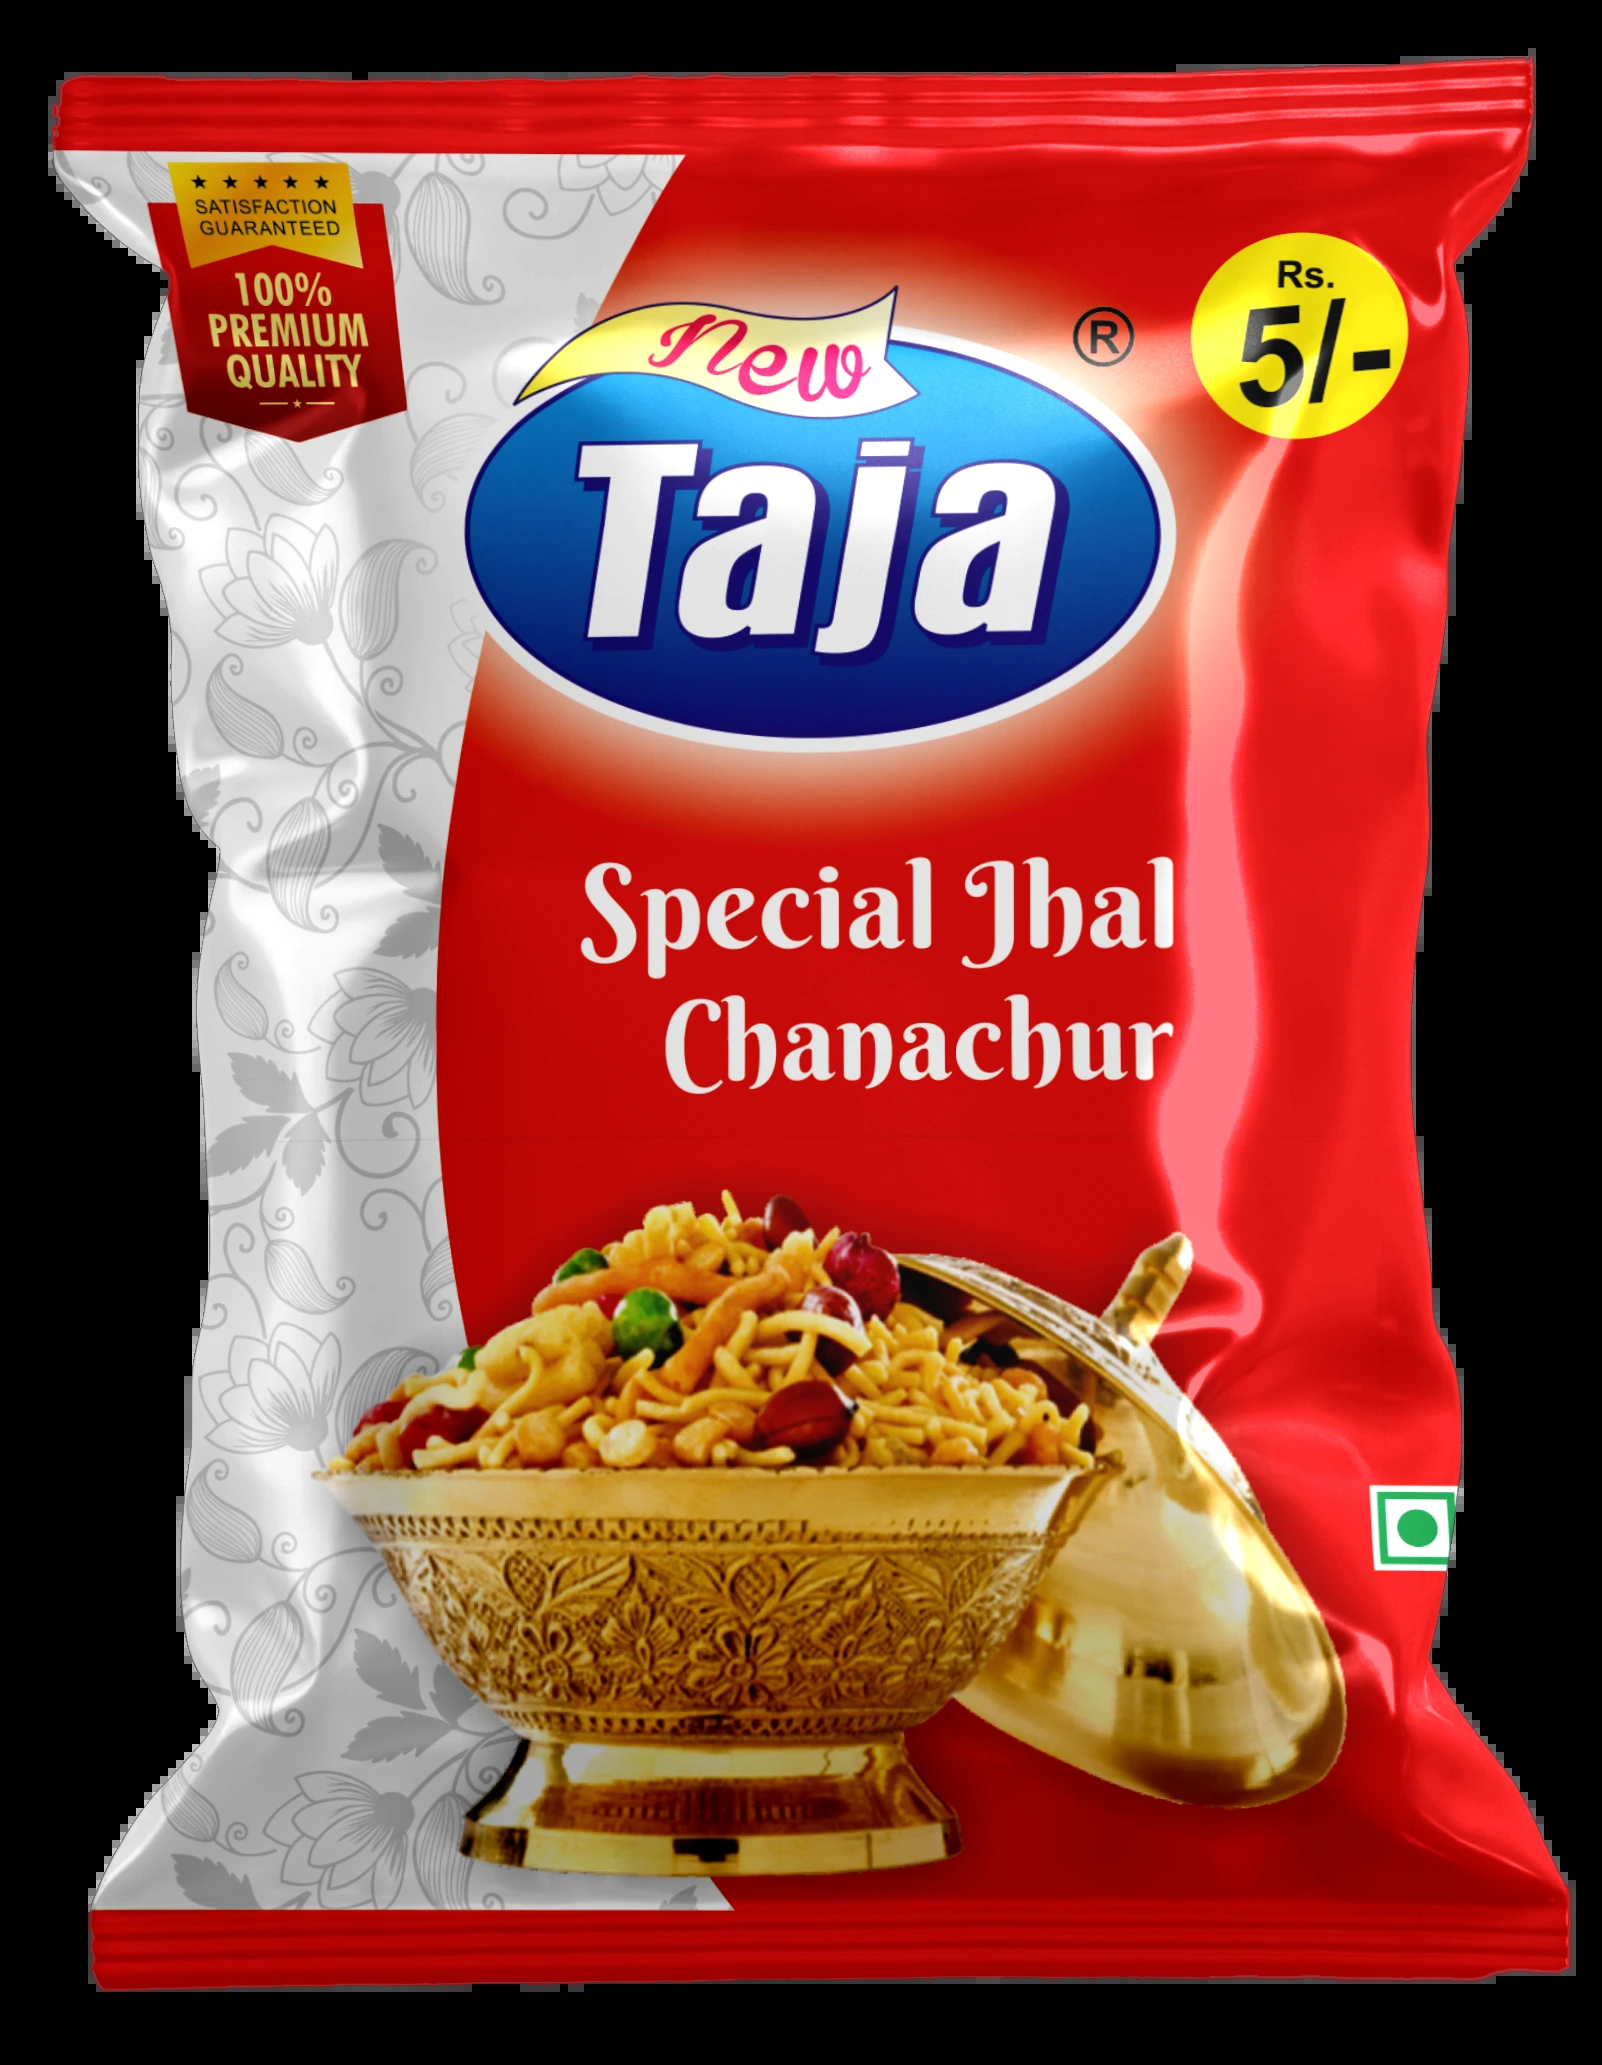 SATISFACTION
GUARANTEED
100%
PREMIUM
QUALITY
Rs.
5/-
New
®
Taja
Special Jhal
Chanachur